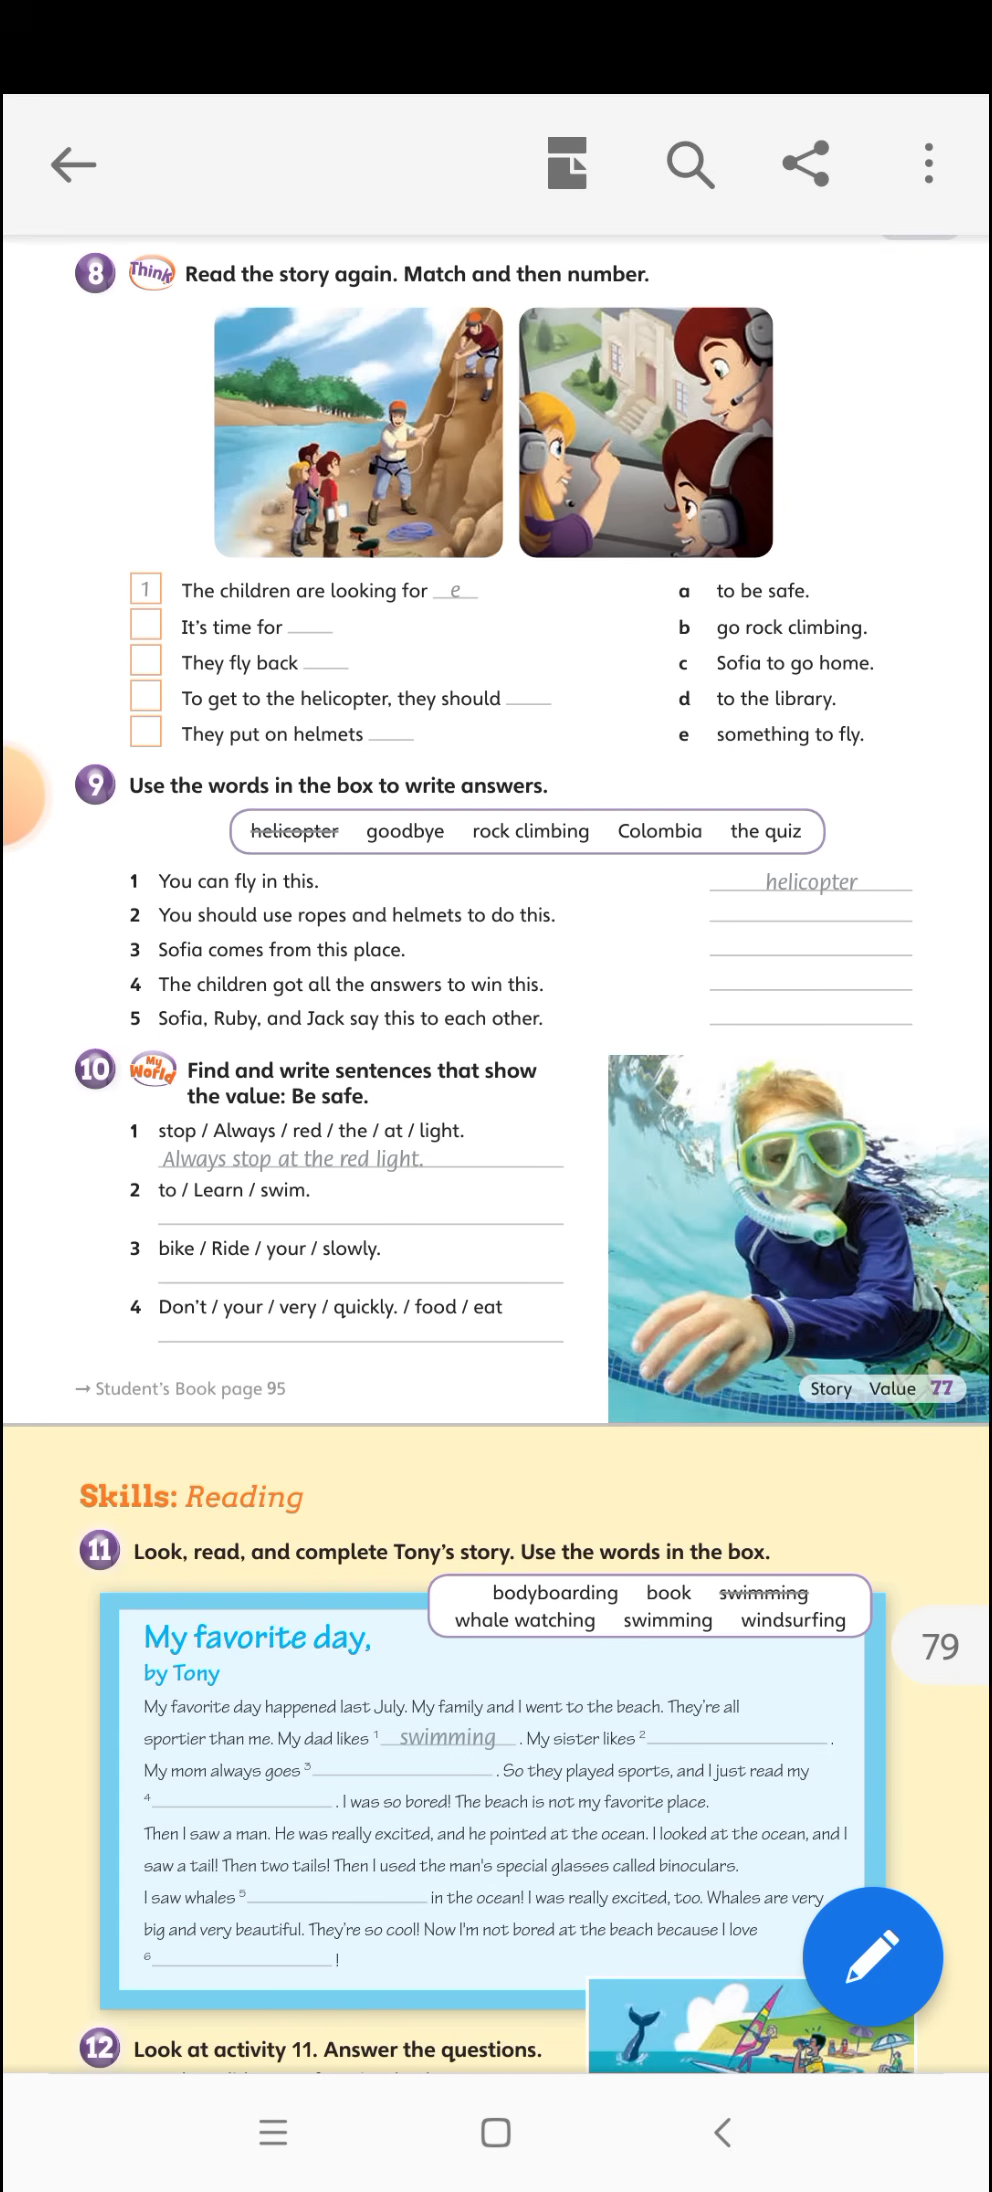 8 Think Read the story again. Match and then number.
1 The children are looking for e
It's time for
They fly back
To get to the helicopter, they should
They put on helmets
a to be safe.
b go rock climbing.
c Sofia to go home.
d to the library.
e something to fly.
9 Use the words in the box to write answers.
helicopter goodbye rock climbing Colombia the quiz
1 You can fly in this. helicopter
2 You should use ropes and helmets to do this.
3 Sofia comes from this place.
4 The children got all the answers to win this.
5 Sofia, Ruby, and Jack say this to each other.
10 My World Find and write sentences that show
the value: Be safe.
1 stop / Always / red / the / at / light.
Always stop at the red light.
2 to / Learn / swim.
3 bike / Ride / your / slowly.
4 Don't / your / very / quickly. / food / eat
→ Student's Book page 95
Story Value 77
Skills: Reading
11 Look, read, and complete Tony's story. Use the words in the box.
bodyboarding book swimming
whale watching swimming windsurfing
79
My favorite day,
by Tony
My favorite day happened last July. My family and I went to the beach. They're all
sportier than me. My dad likes 1 swimming . My sister likes 2 .
My mom always goes 3 . So they played sports, and I just read my
4 . I was so bored! The beach is not my favorite place.
Then I saw a man. He was really excited, and he pointed at the ocean. I looked at the ocean, and I
saw a tail! Then two tails! Then I used the man's special glasses called binoculars.
I saw whales 5 in the ocean! I was really excited, too. Whales are very
big and very beautiful. They're so cool! Now I'm not bored at the beach because I love
6 !
12 Look at activity 11. Answer the questions.